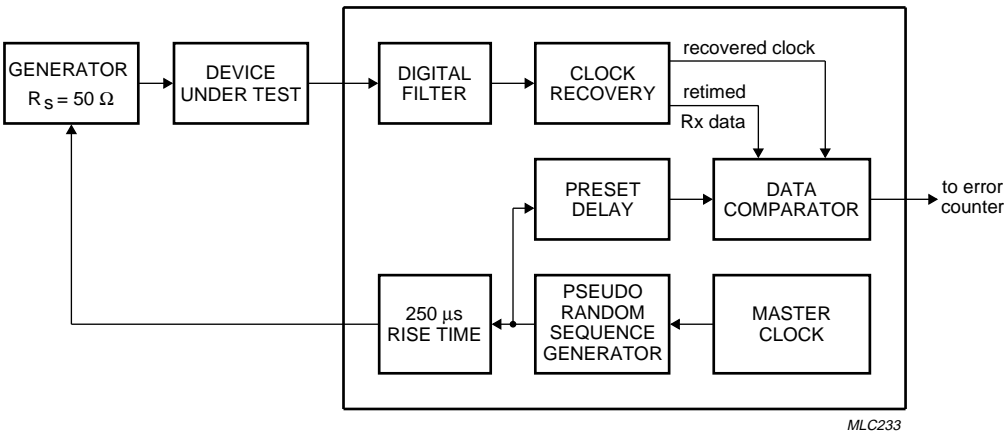 GENERATOR
RS = 50 Ω
DEVICE
UNDER TEST
DIGITAL
FILTER
CLOCK
RECOVERY
recovered clock
retimed
Rx data
PRESET
DELAY
DATA
COMPARATOR
to error
counter
250 µs
RISE TIME
PSEUDO
RANDOM
SEQUENCE
GENERATOR
MASTER
CLOCK
MLC233